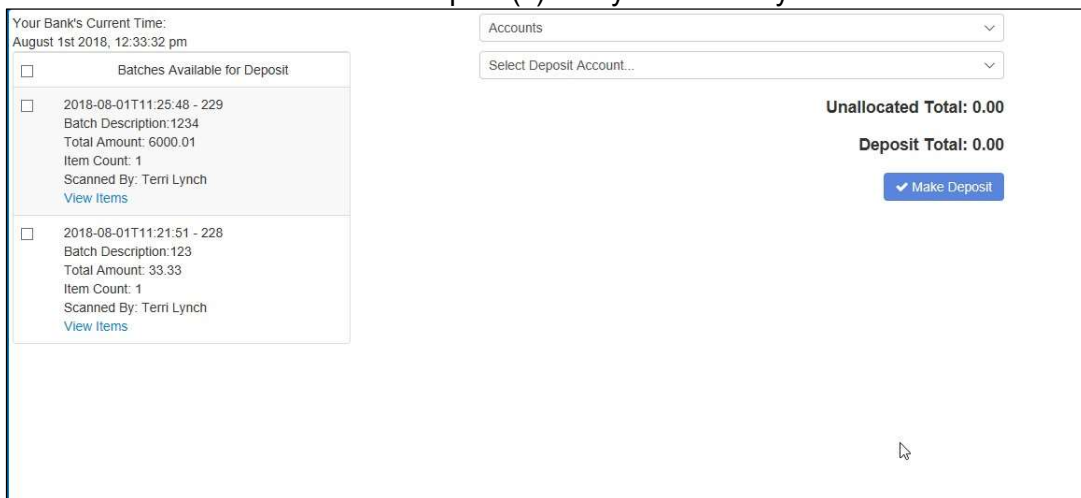 Your Bank's Current Time:
August 1st 2018, 12:33:32 pm
Batches Available for Deposit
2018-08-01T11:25:48 - 229
Batch Description:1234
Total Amount: 6000.01
Item Count: 1
Scanned By: Terri Lynch
View Items
2018-08-01T11:21:51 - 228
Batch Description:123
Total Amount: 33.33
Item Count: 1
Scanned By: Terri Lynch
View Items
Accounts
Select Deposit Account...
Unallocated Total: 0.00
Deposit Total: 0.00
Make Deposit